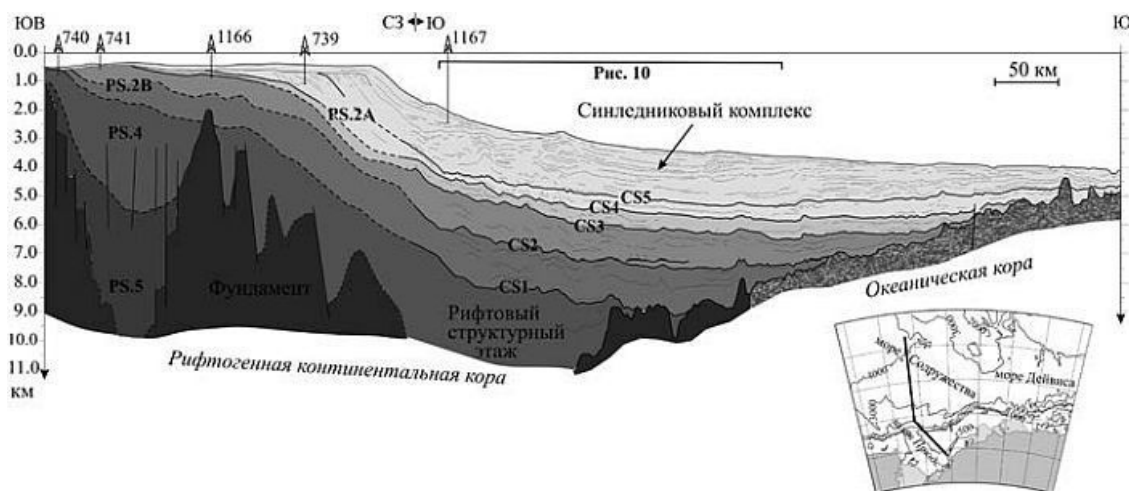 ЮВ
СЗ
Ю
Ю
740
741
1166
739
1167
0.0
1.0
2.0
3.0
4.0
5.0
6.0
7.0
8.0
9.0
10.0
11.0
км
Рис. 10
50 км
PS.2B
PS.2A
Синледниковый комплекс
PS.4
CS5
CS4
CS3
CS2
CS1
PS.5
Фундамент
Рифтовый
структурный
этаж
Океаническая кора
Рифтогенная континентальная кора
море Содружества
море Дейвиса
4000
3000